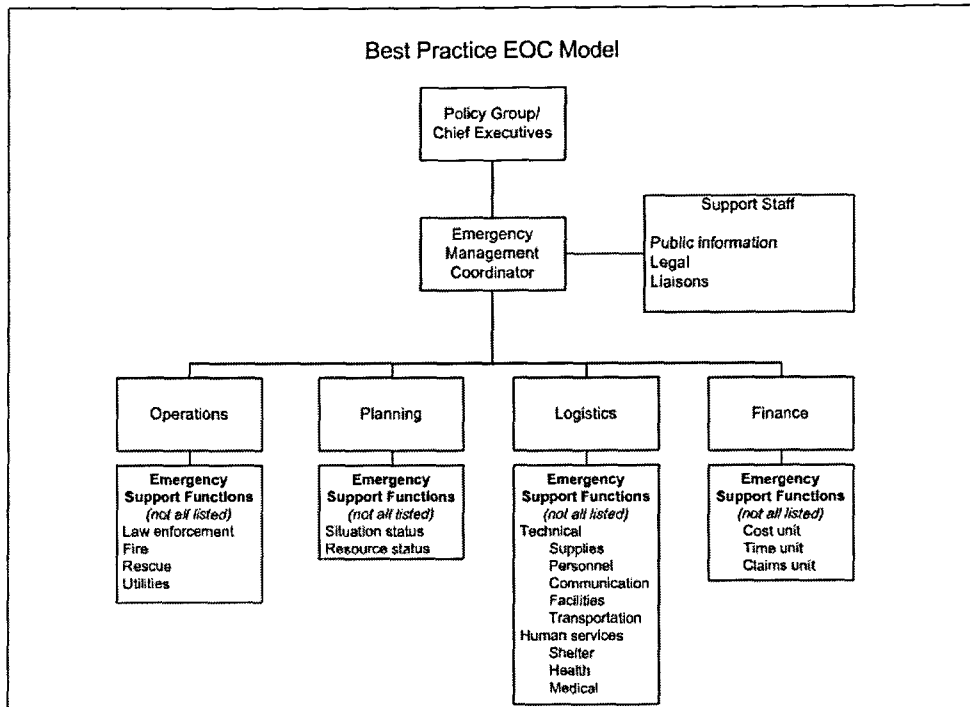 Best Practice EOC Model
Policy Group/
Chief Executives
Emergency
Management
Coordinator
Support Staff
Public information
Legal
Liaisons
Operations
Planning
Logistics
Finance
Emergency
Support Functions
(not all listed)
Law enforcement
Fire
Rescue
Utilities
Emergency
Support Functions
(not all listed)
Situation status
Resource status
Emergency
Support Functions
(not all listed)
Technical
Supplies
Personnel
Communication
Facilities
Transportation
Human services
Shelter
Health
Medical
Emergency
Support Functions
(not all listed)
Cost unit
Time unit
Claims unit